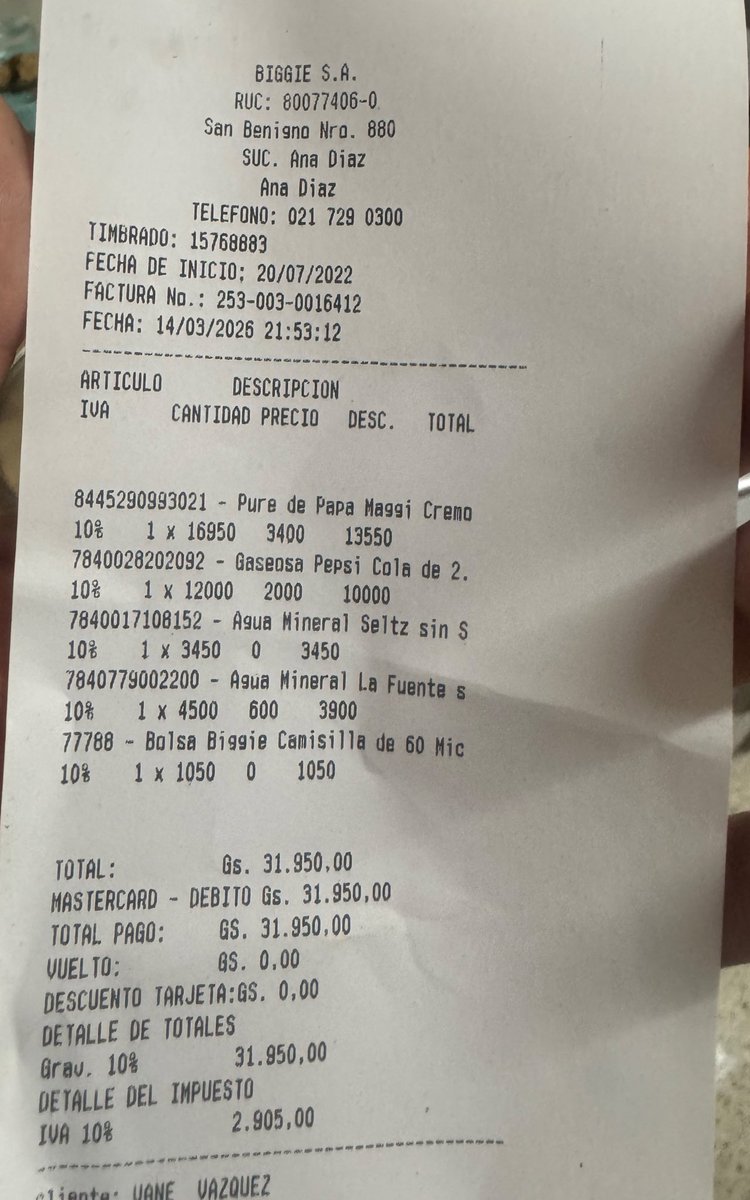 BIGGIE S.A.
RUC: 80077406-0
San Benigno Nro. 880
SUC. Ana Diaz
Ana Diaz
TELEFONO: 021 729 0300
TIMBRADO: 15768883
FECHA DE INICIO: 20/07/2022
FACTURA No.: 253-003-0016412
FECHA: 14/03/2026 21:53:12
ARTICULO DESCRIPCION
IVA CANTIDAD PRECIO DESC. TOTAL
8445290993021 - Pure de Papa Maggi Cremo
10% 1 x 16950 3400 13550
7840028202092 - Gaseosa Pepsi Cola de 2.
10% 1 x 12000 2000 10000
7840017108152 - Agua Mineral Seltz sin S
10% 1 x 3450 0 3450
7840779002200 - Agua Mineral La Fuente s
10% 1 x 4500 600 3900
77788 - Bolsa Biggie Camisilla de 60 Mic
10% 1 x 1050 0 1050
TOTAL: Gs. 31.950,00
MASTERCARD - DEBITO Gs. 31.950,00
TOTAL PAGO: GS. 31.950,00
VUELTO: GS. 0,00
DESCUENTO TARJETA:GS. 0,00
DETALLE DE TOTALES
Grav. 10% 31.950,00
DETALLE DEL IMPUESTO
IVA 10% 2.905,00
Cliente: VANE VAZQUEZ